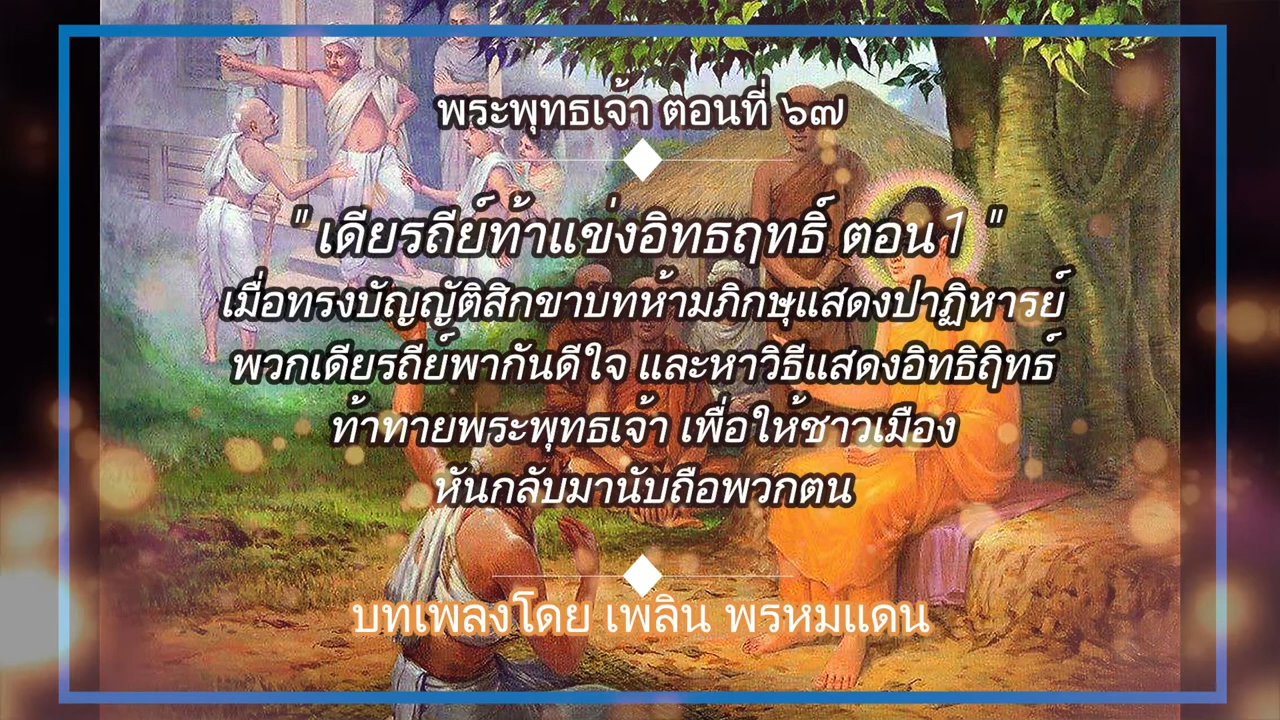 พระพุทธเจ้า ตอนที่ ๖๗
" เดียรถีย์ท้าแข่งอิทธฤทธิ์ ตอน1 "
เมื่อทรงบัญญัติสิกขาบทห้ามภิกษุแสดงปาฏิหารย์
พวกเดียรถีย์พากันดีใจ และหาวิธีแสดงอิทธิฤิทธ์
ท้าทายพระพุทธเจ้า เพื่อให้ชาวเมือง
หันกลับมานับถือพวกตน
บทเพลงโดย เพลิน พรหมแดน